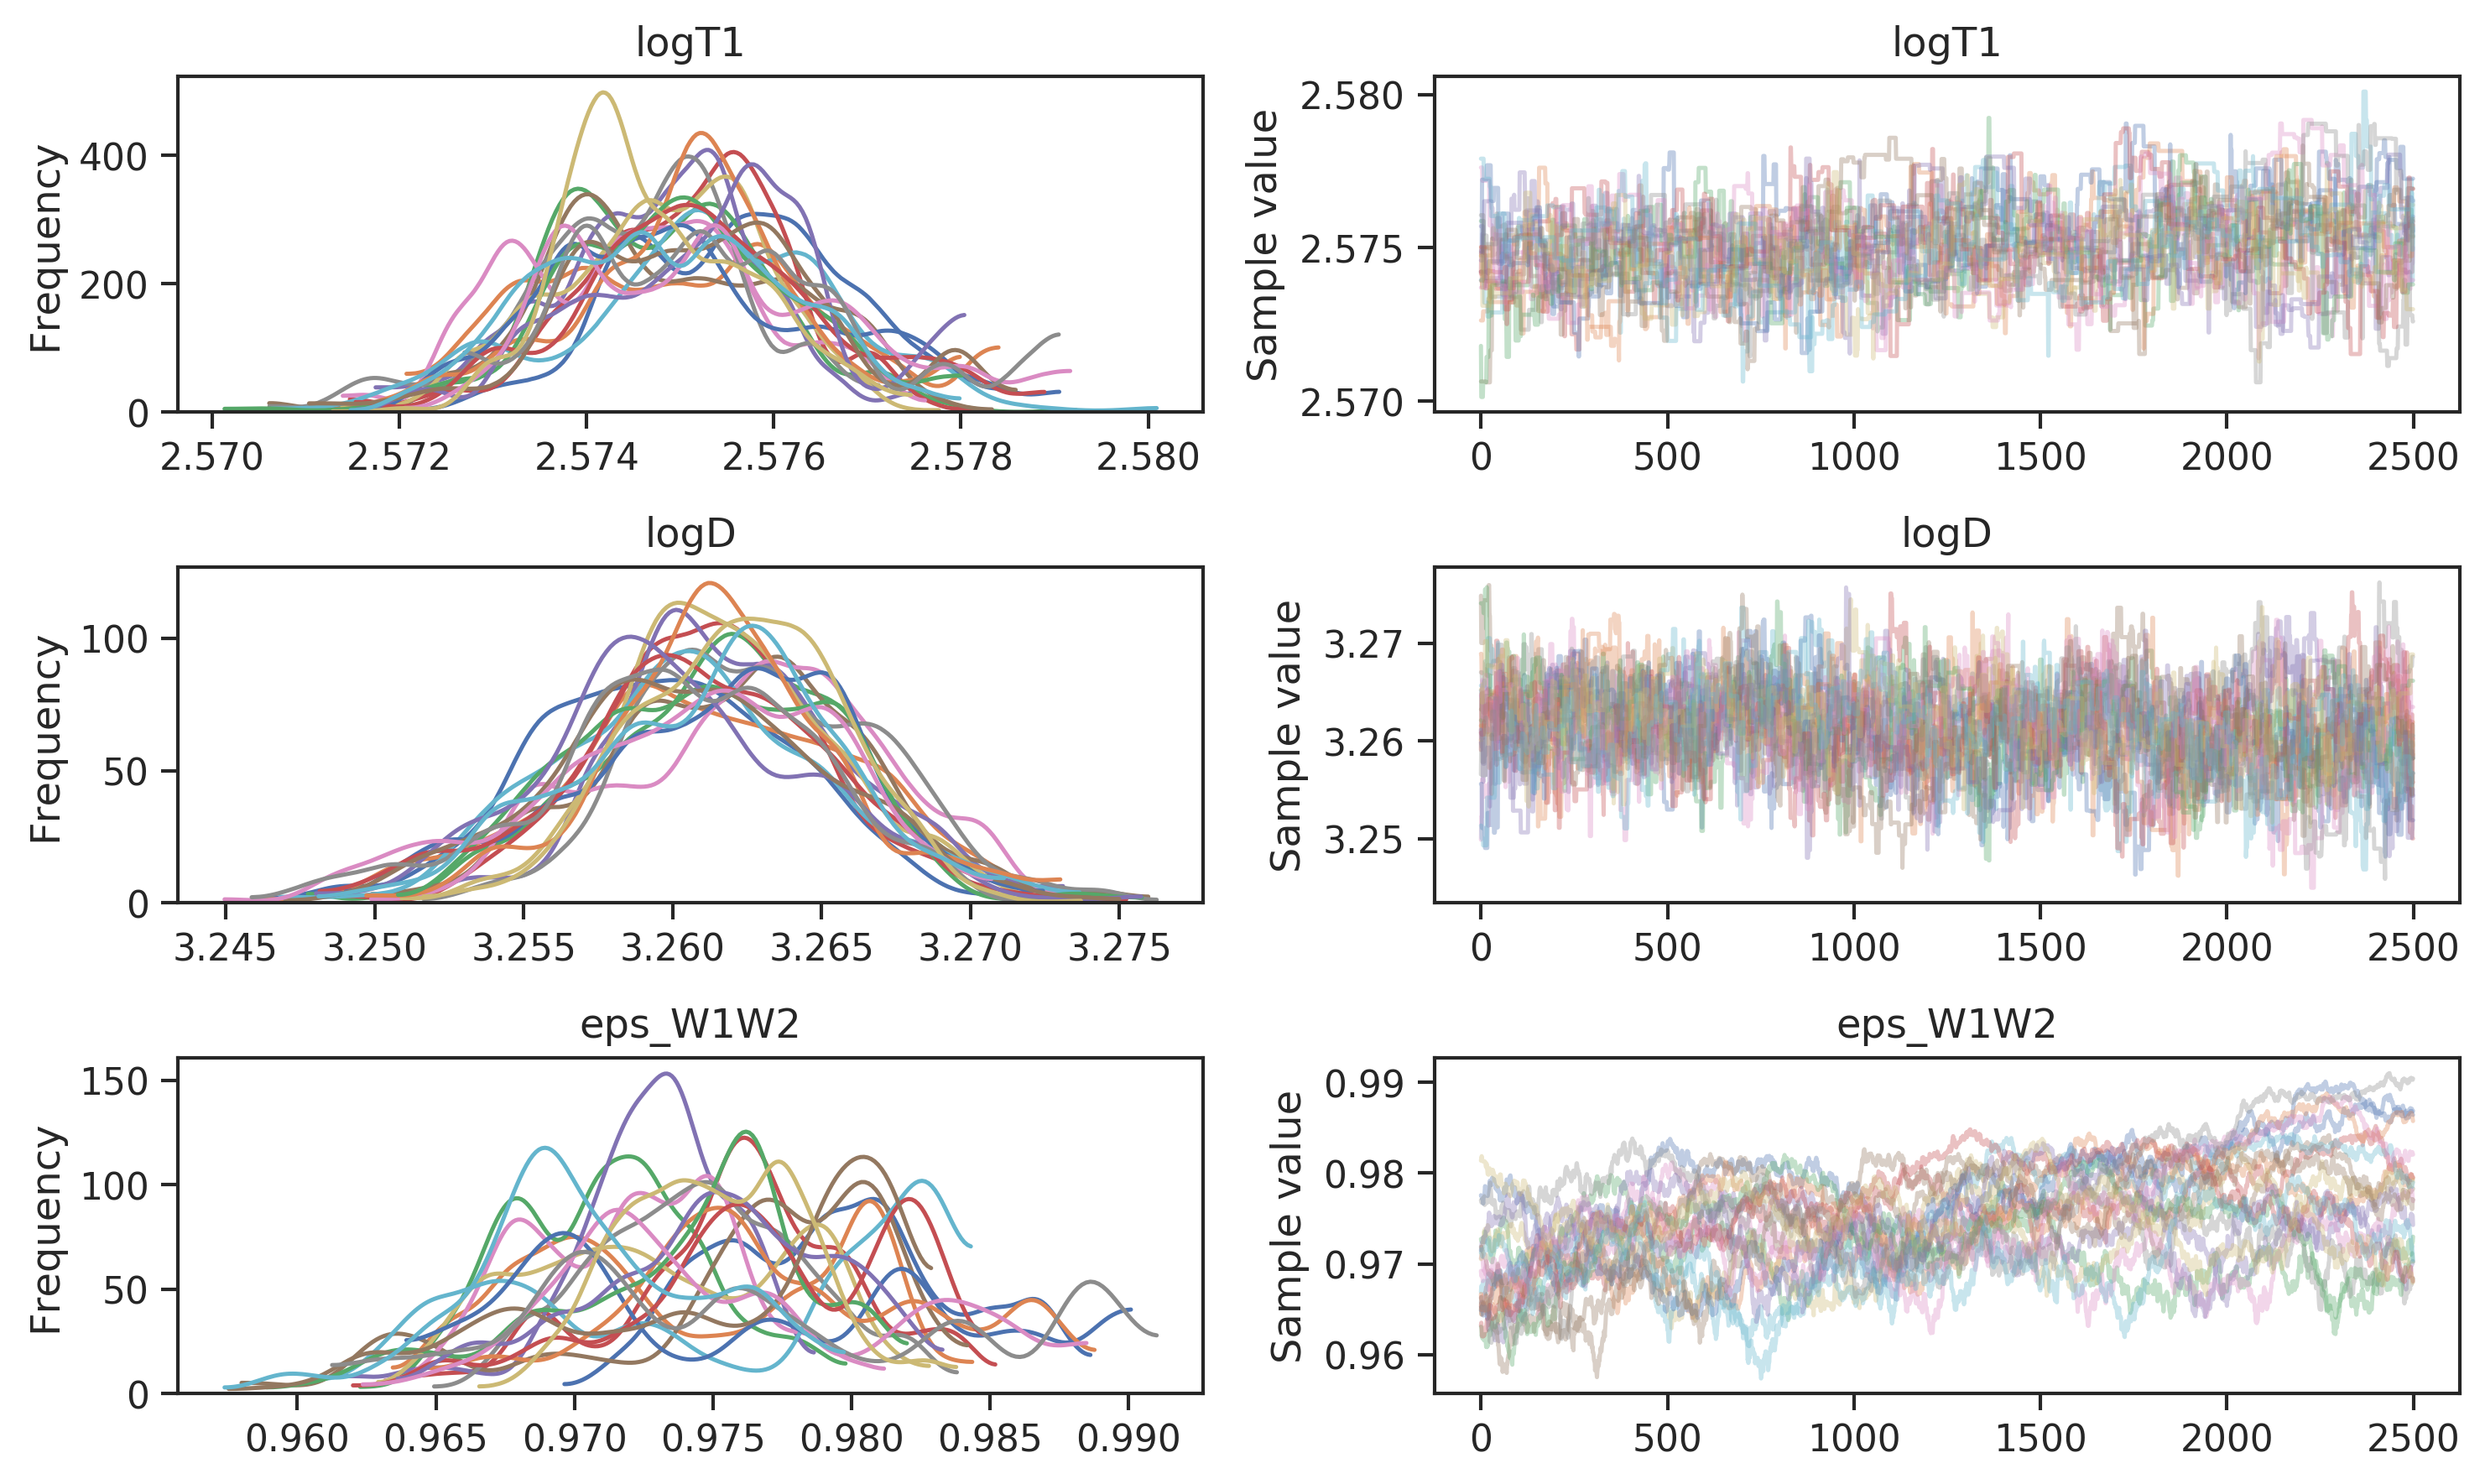 logT1
Frequency
400
200
0
2.570 2.572 2.574 2.576 2.578 2.580
logT1
Sample value
2.580
2.575
2.570
0 500 1000 1500 2000 2500
logD
Frequency
100
50
0
3.245 3.250 3.255 3.260 3.265 3.270 3.275
logD
Sample value
3.27
3.26
3.25
0 500 1000 1500 2000 2500
eps_W1W2
Frequency
150
100
50
0
0.960 0.965 0.970 0.975 0.980 0.985 0.990
eps_W1W2
Sample value
0.99
0.98
0.97
0.96
0 500 1000 1500 2000 2500